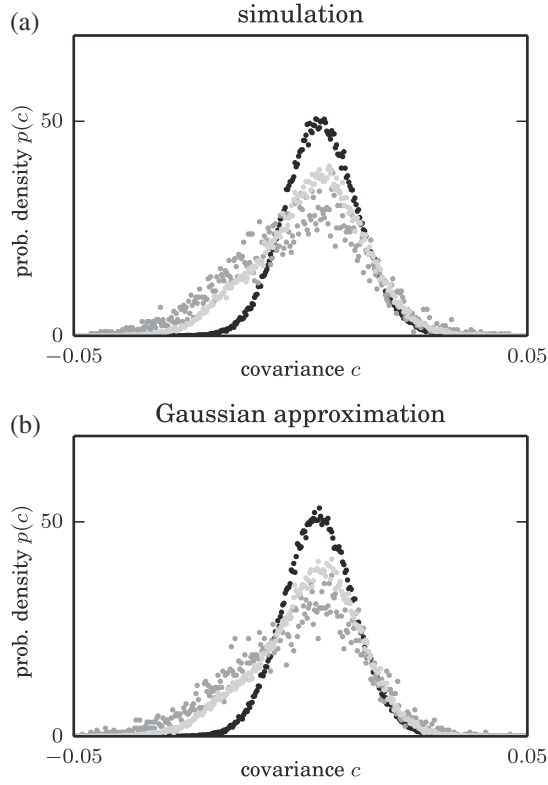 (a)
simulation
prob. density p(c)
50
0
−0.05
0.05
covariance c
(b)
Gaussian approximation
prob. density p(c)
50
0
−0.05
0.05
covariance c